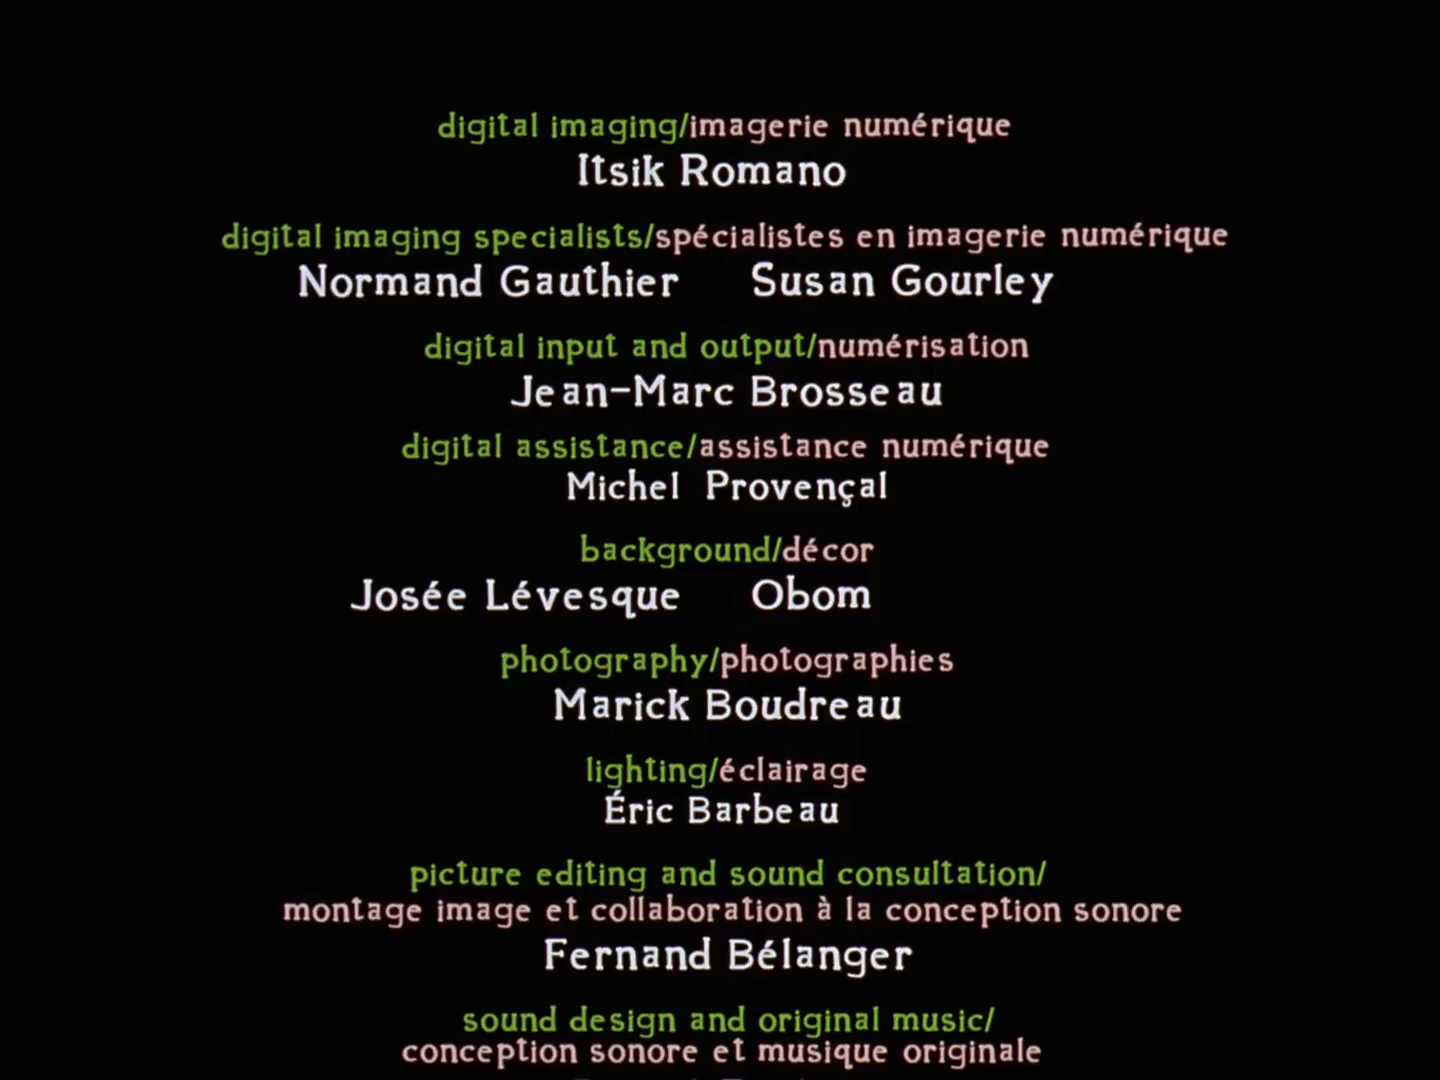 digital imaging/imagerie numérique
Itsik Romano
digital imaging specialists/spécialistes en imagerie numérique
Normand Gauthier Susan Gourley
digital input and output/numérisation
Jean-Marc Brosseau
digital assistance/assistance numérique
Michel Provençal
background/décor
Josée Lévesque Obom
photography/photographies
Marick Boudreau
lighting/éclairage
Éric Barbeau
picture editing and sound consultation/
montage image et collaboration à la conception sonore
Fernand Bélanger
sound design and original music/
conception sonore et musique originale